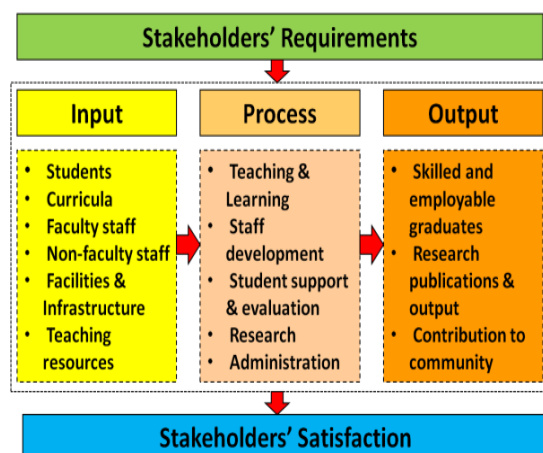 Stakeholders' Requirements
Input
• Students
• Curricula
• Faculty staff
• Non-faculty staff
• Facilities &
Infrastructure
• Teaching
resources
Process
• Teaching &
Learning
• Staff
development
• Student support
& evaluation
• Research
• Administration
Output
• Skilled and
employable
graduates
• Research
publications &
output
• Contribution to
community
Stakeholders' Satisfaction